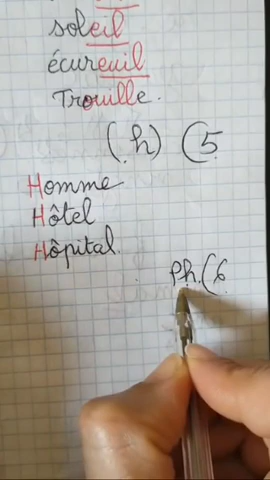 soleil
écureuil
Trouille.
(h) (5
Homme
Hôtel
Hôpital.
Ph.(6